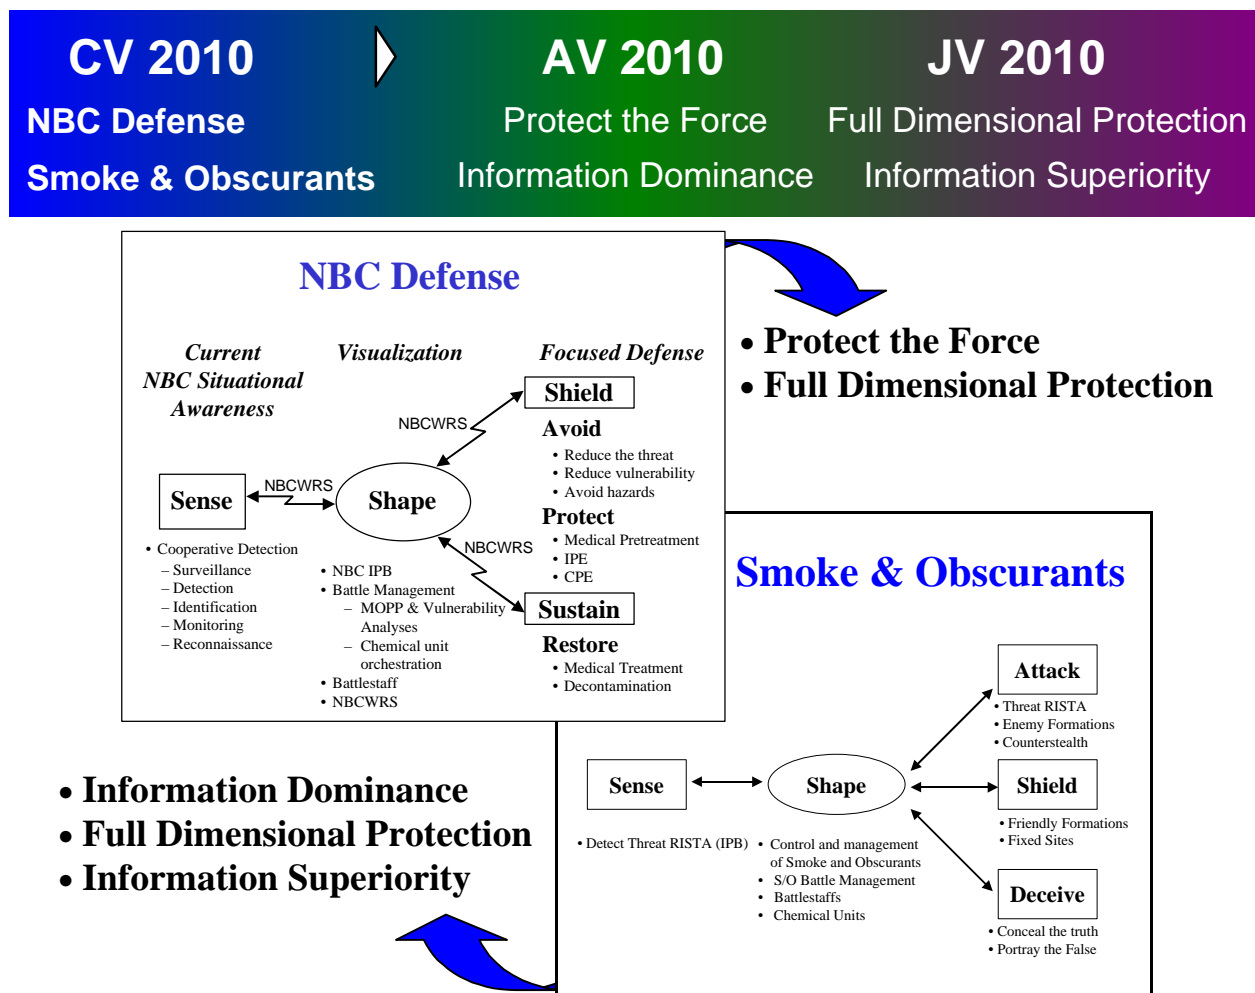 CV 2010
AV 2010
JV 2010
NBC Defense
Protect the Force
Full Dimensional Protection
Smoke & Obscurants
Information Dominance
Information Superiority
NBC Defense
Current
NBC Situational
Awareness
Visualization
Focused Defense
Sense
NBCWRS
Shape
NBCWRS
NBCWRS
• Cooperative Detection
– Surveillance
– Detection
– Identification
– Monitoring
– Reconnaissance
• NBC IPB
• Battle Management
– MOPP & Vulnerability
Analyses
– Chemical unit
orchestration
• Battlestaff
• NBCWRS
Shield
Avoid
• Reduce the threat
• Reduce vulnerability
• Avoid hazards
Protect
• Medical Pretreatment
• IPE
• CPE
Sustain
Restore
• Medical Treatment
• Decontamination
• Protect the Force
• Full Dimensional Protection
Smoke & Obscurants
Sense
• Detect Threat RISTA (IPB)
Shape
• Control and management
of Smoke and Obscurants
• S/O Battle Management
• Battlestaffs
• Chemical Units
Attack
• Threat RISTA
• Enemy Formations
• Counterstealth
Shield
• Friendly Formations
• Fixed Sites
Deceive
• Conceal the truth
• Portray the False
• Information Dominance
• Full Dimensional Protection
• Information Superiority